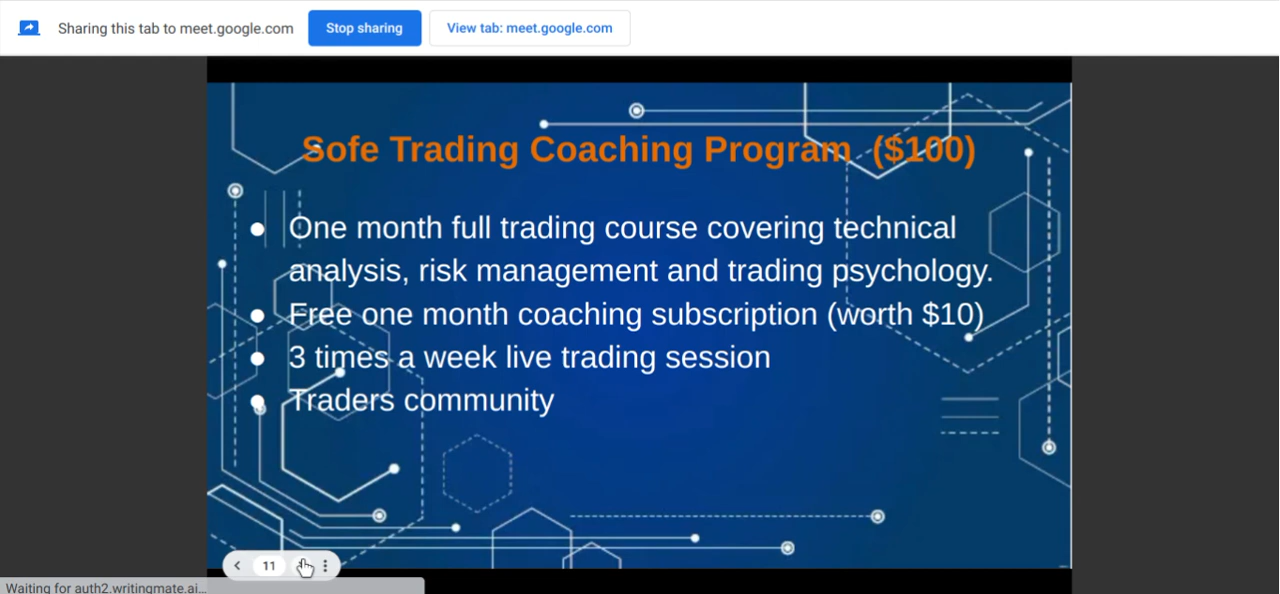 Sharing this tab to meet.google.com Stop sharing View tab: meet.google.com
Sofe Trading Coaching Program ($100)
● One month full trading course covering technical
analysis, risk management and trading psychology.
● Free one month coaching subscription (worth $10)
● 3 times a week live trading session
● Traders community
11
Waiting for auth2.writingmate.ai...